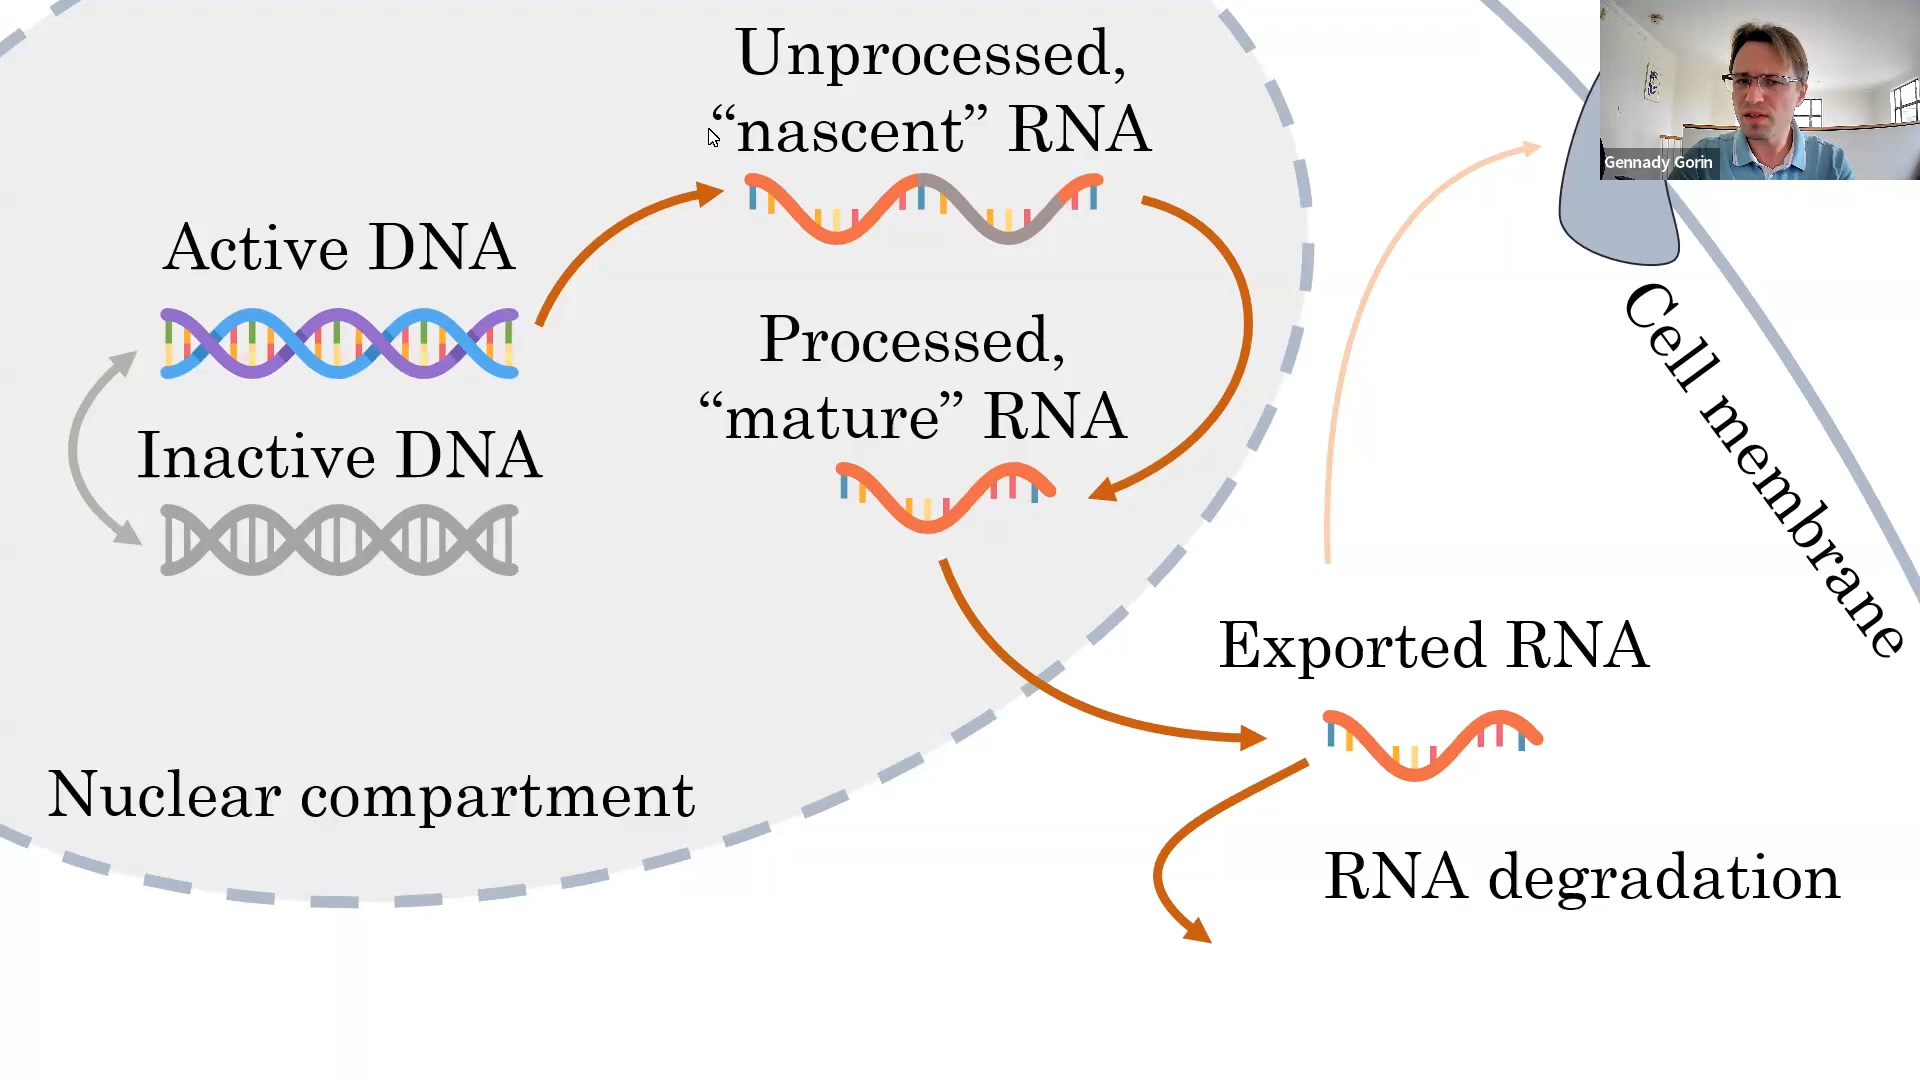 Unprocessed,
“nascent” RNA
Gennady Gorin
Active DNA
Processed,
“mature” RNA
Inactive DNA
Cell membrane
Exported RNA
Nuclear compartment
RNA degradation